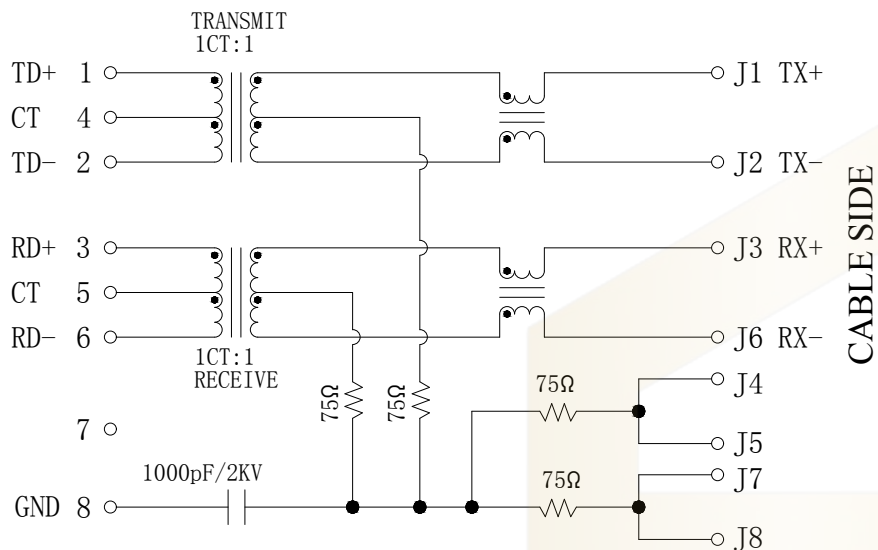 TRANSMIT
1CT:1
TD+ 1
J1 TX+
CT 4
TD- 2
J2 TX-
RD+ 3
J3 RX+
CT 5
RD- 6
J6 RX-
1CT:1
RECEIVE
CABLE SIDE
75Ω
75Ω
75Ω
J4
7
J5
1000pF/2KV
75Ω
J7
GND 8
J8